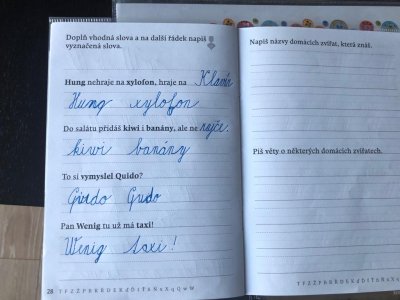 Doplň vhodná slova a na další řádek napiš
vyznačená slova.
Hung nehraje na xylofon, hraje na Klavír
Hung xylofon
Do salátu přidáš kiwi i banány, ale ne rajče.
kiwi banány
To si vymyslel Quido?
Guido Gudo
Pan Wenig tu už má taxi!
Wenig taxi!
28
Napiš názvy domácích zvířat, která znáš.
Piš věty o některých domácích zvířatech.